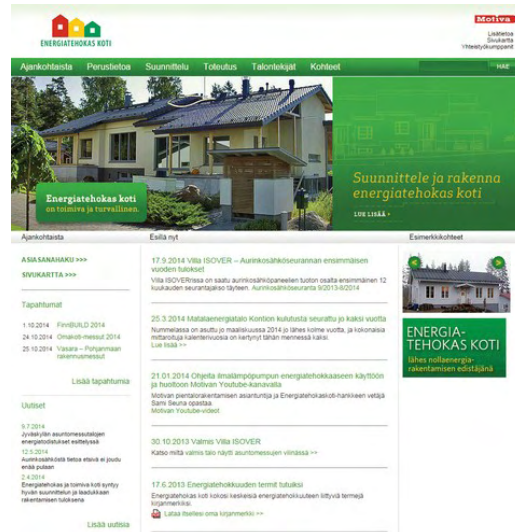 ENERGIATEHOKAS KOTI
Motiva
Lisätietoa
Sivukartta
Yhteistyökumppanit
Ajankohtaista Perustietoa Suunnittelu Toteutus Talontekijät Kohteet HAE
Energiatehokas koti
on toimiva ja turvallinen.
Suunnittele ja rakenna
energiatehokas koti
LUE LISÄÄ ›
Ajankohtaista
ASIASANAHAKU >>>
SIVUKARTTA >>>
Tapahtumat
1.10.2014 FinnBUILD 2014
24.10.2014 Omakoti-messut 2014
25.10.2014 Vasara – Pohjanmaan
rakennusmessut
Lisää tapahtumia
Uutiset
9.7.2014
Jyväskylän asuntomessutalojen
energiatodistukset esittelyssä
12.5.2014
Aurinkosähköstä tietoa etsivä ei joudu
enää putaan
2.4.2014
Energiatehokas ja toimiva koti syntyy
hyvän suunnittelun ja laadukkaan
rakentamisen tuloksena
Lisää uutisia
Esillä nyt
17.9.2014 Villa ISOVER – Aurinkosähköseurannan ensimmäisen
vuoden tulokset
Villa ISOVERrissa on saatu aurinkosähköpaneelien tuoton osalta ensimmäinen 12
kuukauden seurantajakso täyteen. Aurinkosähköseuranta 9/2013-8/2014
25.3.2014 Matalaenergiatalo Kontion kulutusta seurattu jo kaksi vuotta
Nummelassa on asuttu jo maaliskuussa 2014 jo lähes kolme vuotta, ja kokonaisia
mittaroituja kalenterivuosia on kertynyt tähän mennessä kaksi.
Lue lisää >>
21.01.2014 Ohjeita ilmalämpöpumpun energiatehokkaaseen käyttöön
ja huoltoon Motivan Youtube-kanavalla
Motivan pientalorakentamisen asiantuntija ja Energiatehokaskoti-hankkeen vetäjä
Sami Seuna opastaa.
Motivan Youtube-videot
30.10.2013 Valmis Villa ISOVER
Katso miltä valmis talo näytti asuntomessujen vilinässä >>
17.6.2013 Energiatehokkuuden termit tutuiksi
Energiatehokas koti kokosi keskeisiä energiatehokkuuteen liittyviä termejä
kirjanmerkiksi.
Lataa itsellesi oma kirjanmerkki >>
Esimerkkikohteet
ENERGIA-
TEHOKAS KOTI
lähes nollaenergia-
rakentamisen edistäjänä